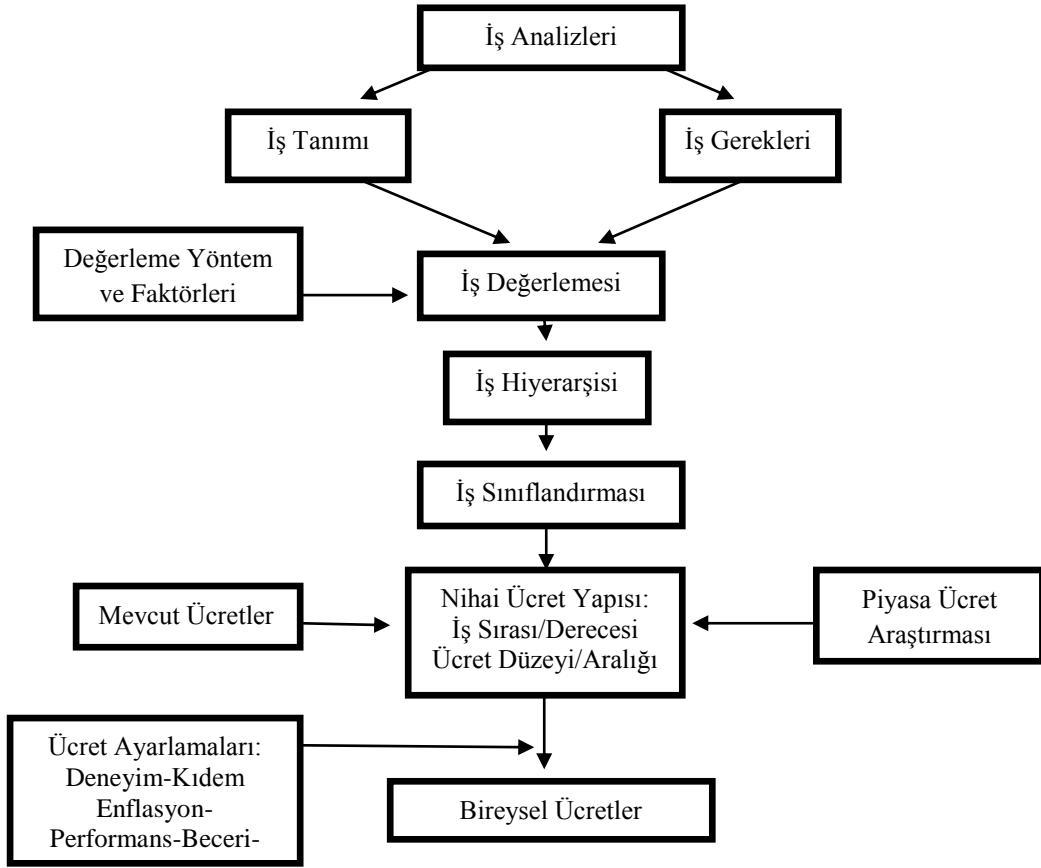 İş Analizleri
İş Tanımı
İş Gerekleri
Değerleme Yöntem
ve Faktörleri
İş Değerlemesi
İş Hiyerarşisi
İş Sınıflandırması
Mevcut Ücretler
Nihai Ücret Yapısı:
İş Sırası/Derecesi
Ücret Düzeyi/Aralığı
Piyasa Ücret
Araştırması
Ücret Ayarlamaları:
Deneyim-Kıdem
Enflasyon-
Performans-Beceri-
Bireysel Ücretler